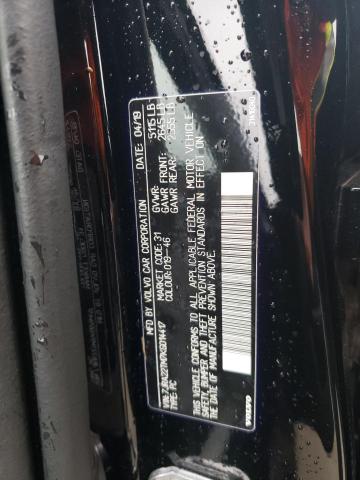 MFD BY VOLVO CAR CORPORATION DATE: 04/19
MARKET CODE: 31 GVWR: 5115 LB
COLOUR: 019-46 GAWR FRONT: 2645 LB
GAWR REAR: 2565 LB
THIS VEHICLE CONFORMS TO ALL APPLICABLE FEDERAL MOTOR VEHICLE
SAFETY, BUMPER AND THEFT PREVENTION STANDARDS IN EFFECT ON
THE DATE OF MANUFACTURE SHOWN ABOVE.
TYPE: PC
VOLVO